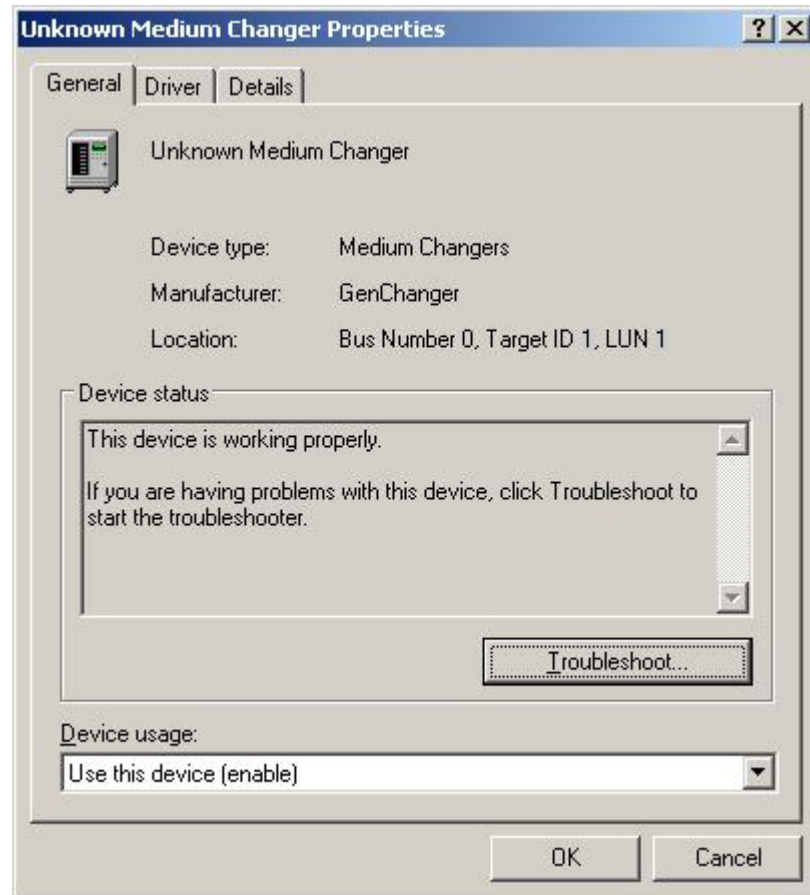 Unknown Medium Changer Properties
General Driver Details
Unknown Medium Changer
Device type: Medium Changers
Manufacturer: GenChanger
Location: Bus Number 0, Target ID 1, LUN 1
Device status
This device is working properly.
If you are having problems with this device, click Troubleshoot to
start the troubleshooter.
Troubleshoot...
Device usage:
Use this device (enable)
OK Cancel